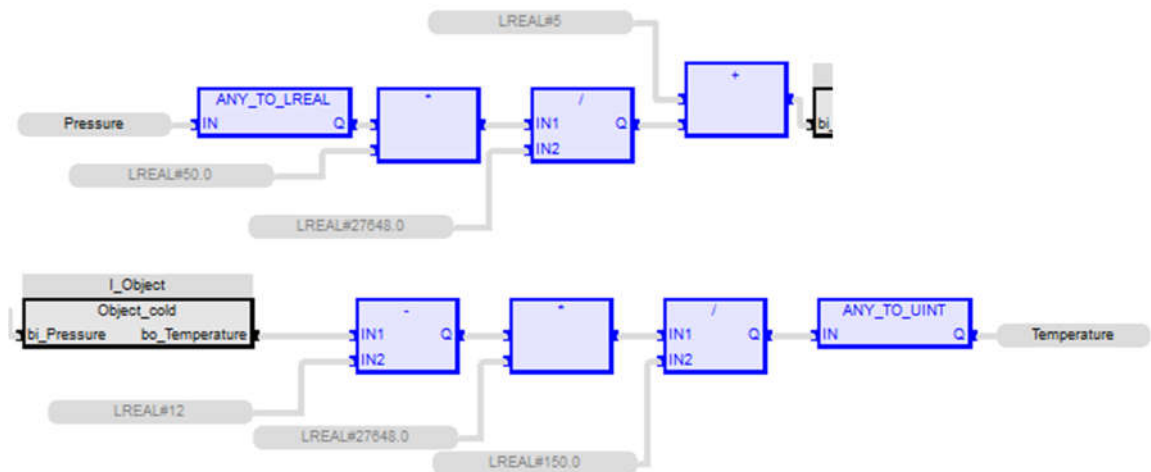 LREAL#5
+
ANY_TO_LREAL
*
/
Pressure
IN Q
IN1 Q
IN2
bi_
LREAL#50.0
LREAL#27648.0
I_Object
Object_cold
bi_Pressure bo_Temperature
-
IN1 Q
IN2
*
/
IN1 Q
IN2
ANY_TO_UINT
IN Q
Temperature
LREAL#12
LREAL#27648.0
LREAL#150.0